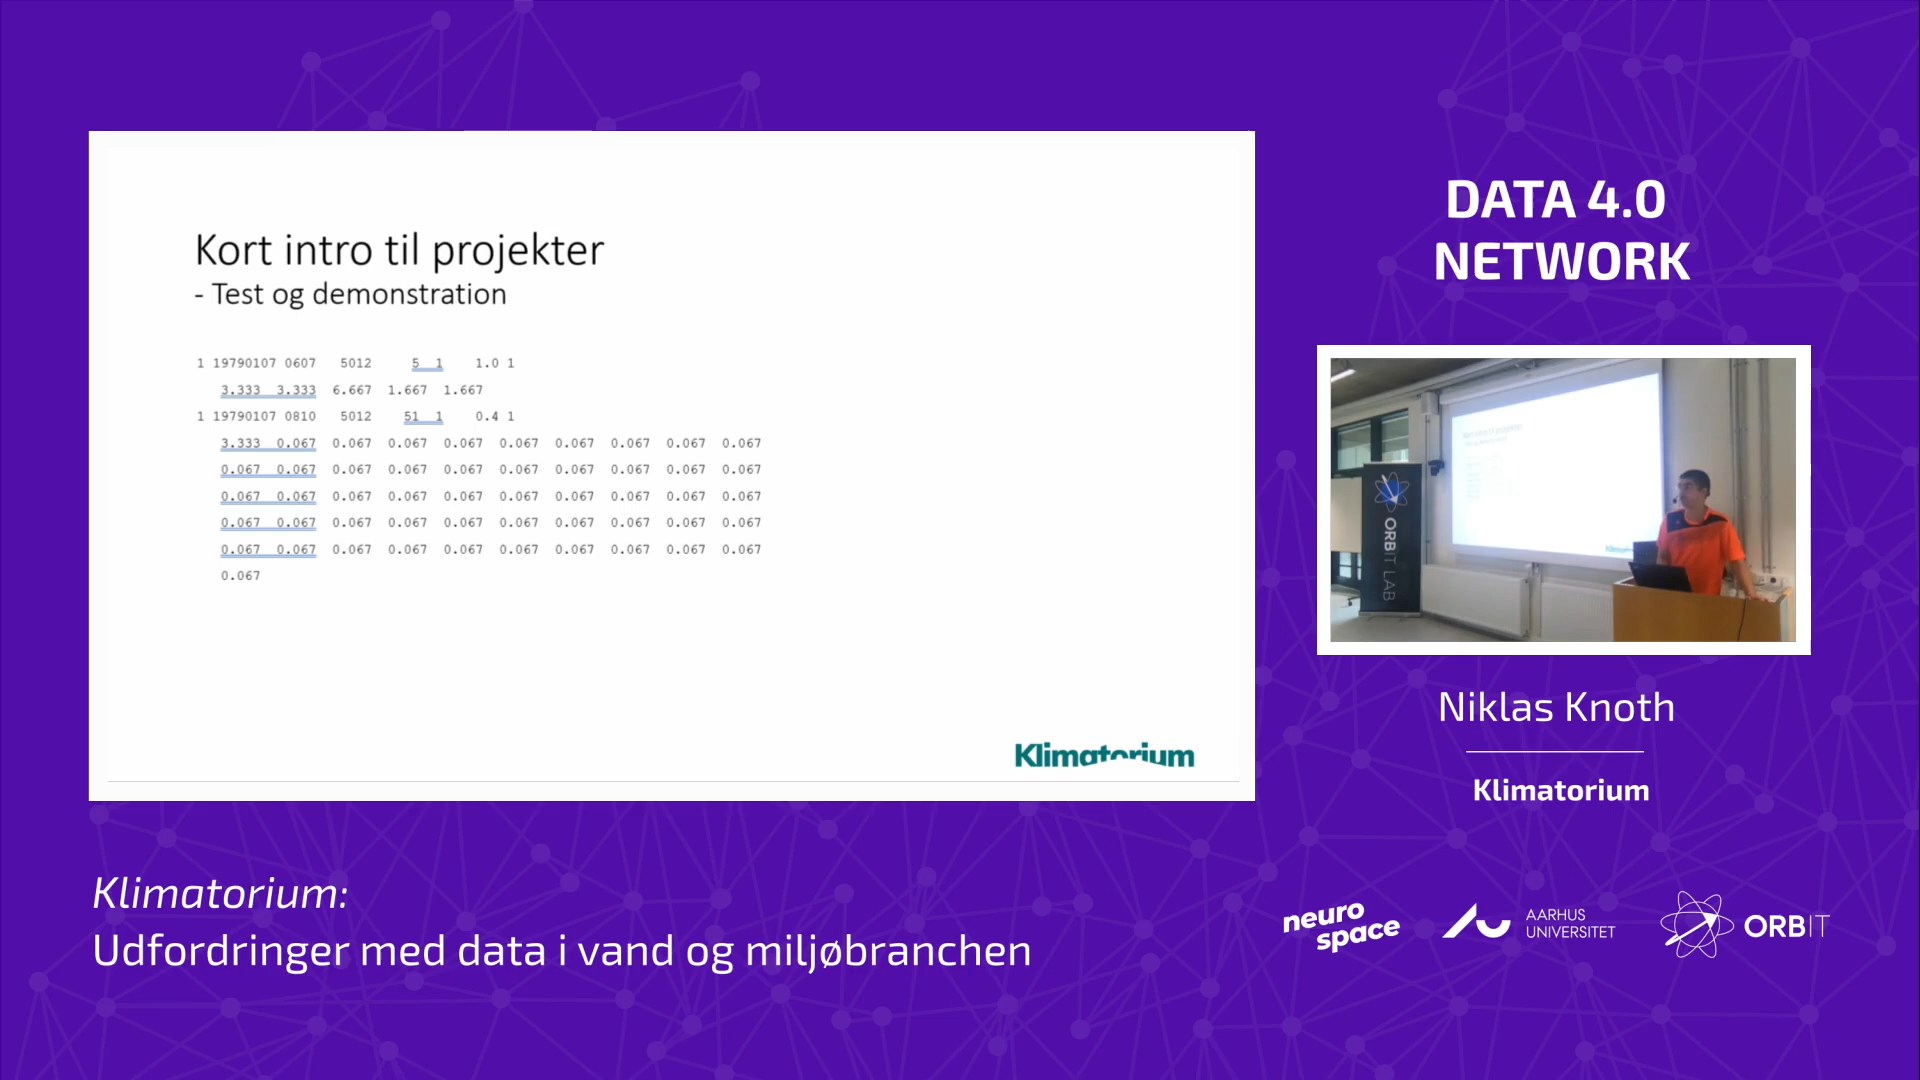 Kort intro til projekter
- Test og demonstration
1 19790107 0607 5012 5 1 1.0 1
3.333 3.333 6.667 1.667 1.667
1 19790107 0810 5012 51 1 0.4 1
3.333 0.067 0.067 0.067 0.067 0.067 0.067 0.067 0.067 0.067
0.067 0.067 0.067 0.067 0.067 0.067 0.067 0.067 0.067 0.067
0.067 0.067 0.067 0.067 0.067 0.067 0.067 0.067 0.067 0.067
0.067 0.067 0.067 0.067 0.067 0.067 0.067 0.067 0.067 0.067
0.067 0.067 0.067 0.067 0.067 0.067 0.067 0.067 0.067 0.067
0.067
Klimatorium
DATA 4.0
NETWORK
Kort intro til projekter
ORBIT LAB
Niklas Knoth
Klimatorium
Klimatorium:
Udfordringer med data i vand og miljøbranchen
neuro
space
AARHUS
UNIVERSITET
ORBIT